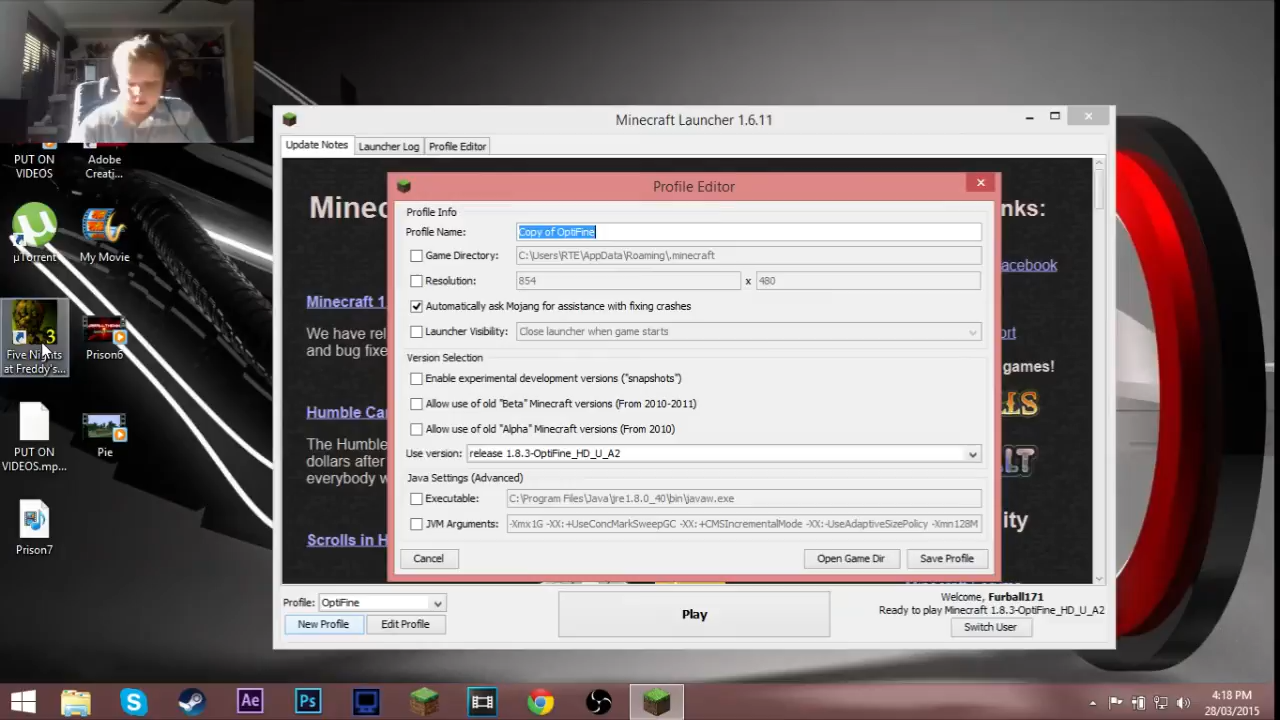 PUT ON
VIDEOS
Adobe
Creati...
µTorrent
My Movie
3
Five Nights
at Freddy's...
Prison6
PUT ON
VIDEOS.mp...
Pie
Prison7
Minecraft Launcher 1.6.11
Update Notes
Launcher Log
Profile Editor
Minec
nks:
acebook
Minecraft 1
We have rel
and bug fixe
ort
games!
Humble Ca
The Humble
dollars after
everybody w
ity
Scrolls in H
Profile Editor
Profile Info
Profile Name: Copy of OptiFine
Game Directory: C:\Users\RTE\AppData\Roaming\.minecraft
Resolution: 854 x 480
Automatically ask Mojang for assistance with fixing crashes
Launcher Visibility: Close launcher when game starts
Version Selection
Enable experimental development versions ("snapshots")
Allow use of old "Beta" Minecraft versions (From 2010-2011)
Allow use of old "Alpha" Minecraft versions (From 2010)
Use version: release 1.8.3-OptiFine_HD_U_A2
Java Settings (Advanced)
Executable: C:\Program Files\Java\jre1.8.0_40\bin\javaw.exe
JVM Arguments: -Xmx1G -XX:+UseConcMarkSweepGC -XX:+CMSIncrementalMode -XX:-UseAdaptiveSizePolicy -Xmn128M
Cancel
Open Game Dir
Save Profile
Profile: OptiFine
New Profile
Edit Profile
Play
Welcome, Furball171
Ready to play Minecraft 1.8.3-OptiFine_HD_U_A2
Switch User
Ae
Ps
4:18 PM
28/03/2015